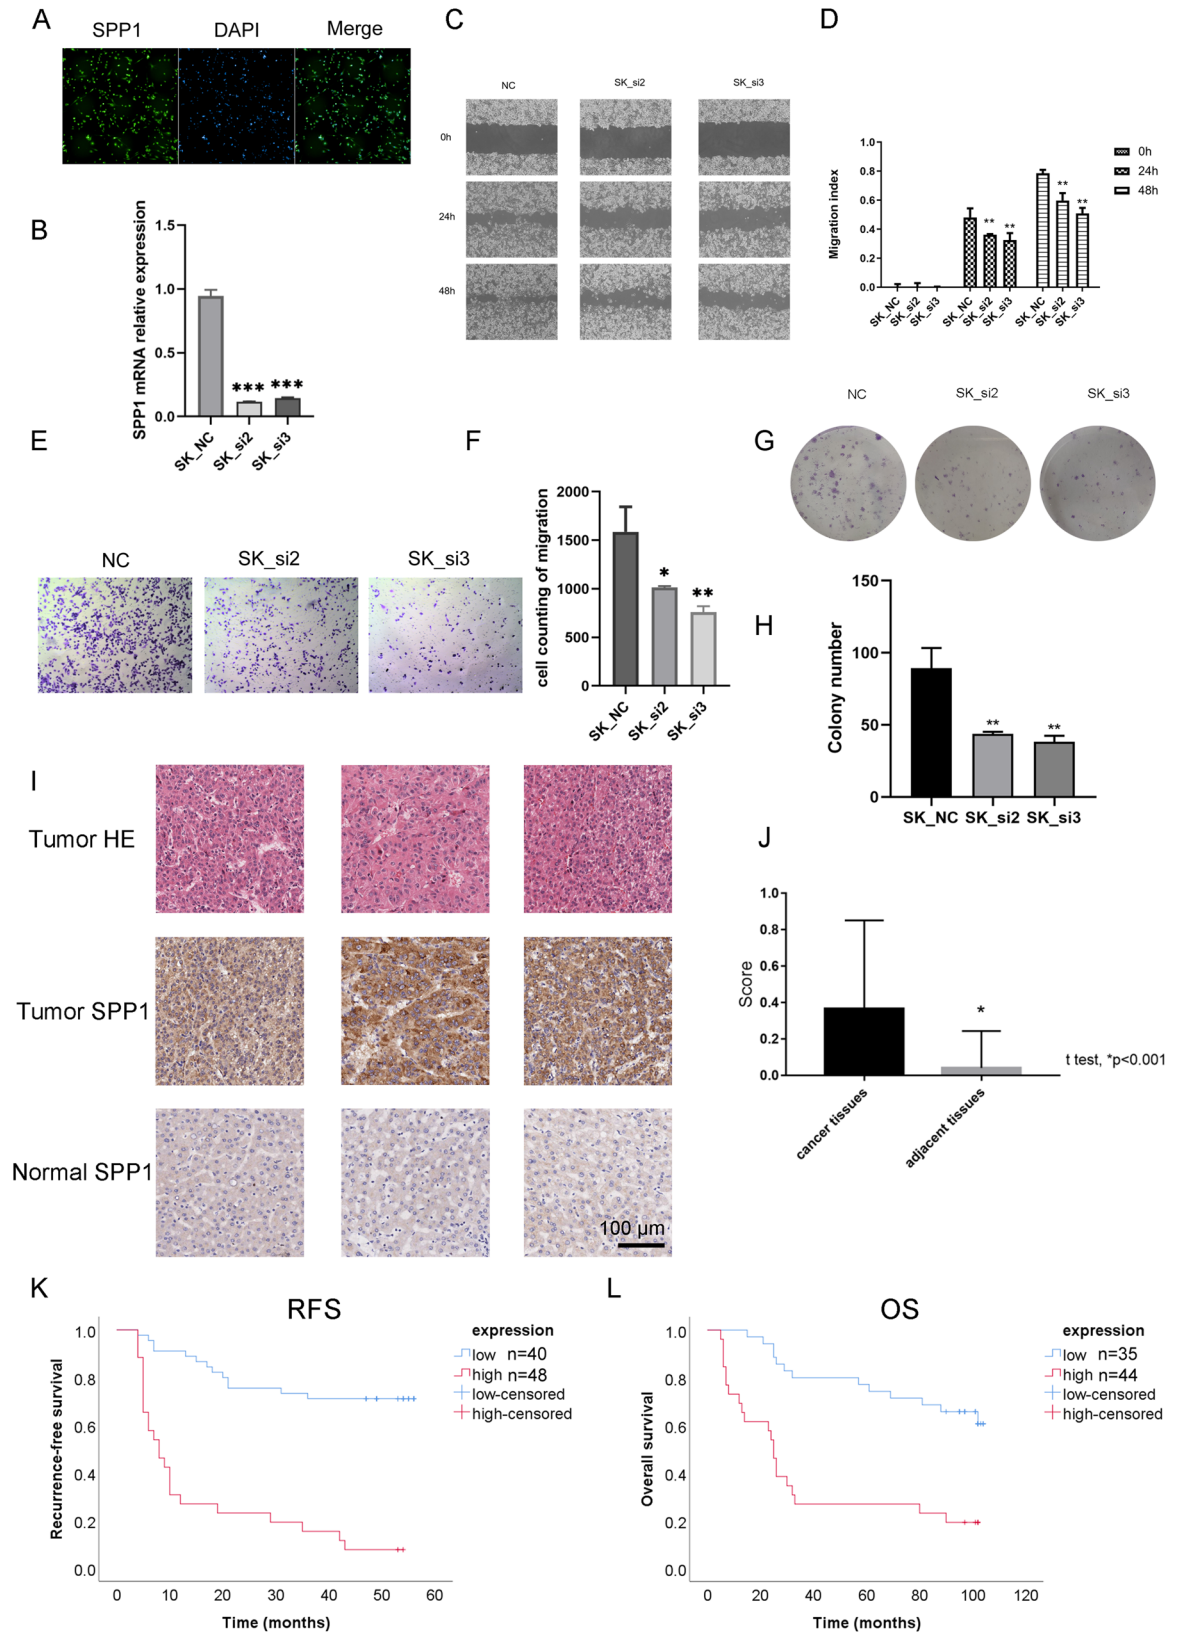 A
SPP1
DAPI
Merge
B
SPP1 mRNA relative expression
1.5
1.0
0.5
0.0
***
***
SK_NC
SK_si2
SK_si3
C
NC
SK_si2
SK_si3
0h
24h
48h
D
Migration index
1.0
0.8
0.6
0.4
0.2
0.0
**
**
**
**
0h
24h
48h
SK_NC
SK_si2
SK_si3
SK_NC
SK_si2
SK_si3
SK_NC
SK_si2
SK_si3
E
NC
SK_si2
SK_si3
F
cell counting of migration
2000
1500
1000
500
0
*
**
SK_NC
SK_si2
SK_si3
G
NC
SK_si2
SK_si3
H
Colony number
150
100
50
0
**
**
SK_NC
SK_si2
SK_si3
I
Tumor HE
Tumor SPP1
Normal SPP1
100 μm
J
Score
1.0
0.8
0.6
0.4
0.2
0.0
*
t test, *p<0.001
cancer tissues
adjacent tissues
K
RFS
Recurrence-free survival
1.0
0.8
0.6
0.4
0.2
0.0
0 10 20 30 40 50 60
Time (months)
expression
low n=40
high n=48
low-censored
high-censored
L
OS
Overall survival
1.0
0.8
0.6
0.4
0.2
0.0
0 20 40 60 80 100 120
Time (months)
expression
low n=35
high n=44
low-censored
high-censored